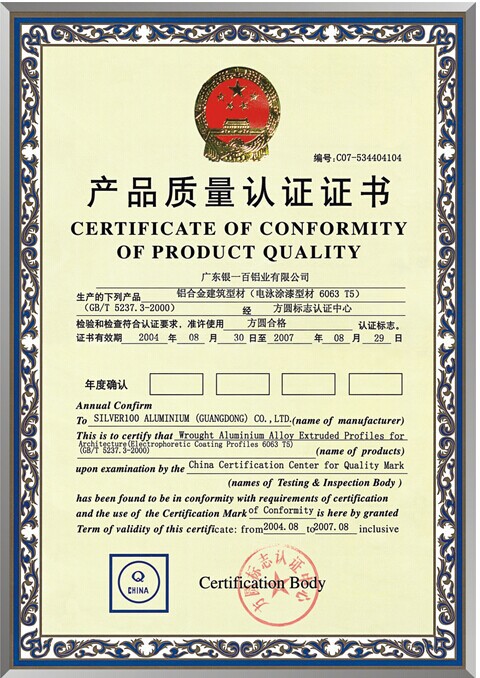 编号:C07-534404104
产品质量认证证书
CERTIFICATE OF CONFORMITY
OF PRODUCT QUALITY
广东银一百铝业有限公司
生产的下列产品 铝合金建筑型材(电泳涂漆型材 6063 T5)
(GB/T 5237.3-2000) 经 方圆标志认证中心
检验和检查符合认证要求，准许使用 方圆合格 认证标志。
证书有效期 2004 年 08 月 30 日至 2007 年 08 月 29 日
年度确认
Annual Confirm
To SILVER100 ALUMINIUM (GUANGDONG) CO.,LTD.(name of manufacturer)
This is to certify that Wrought Aluminium Alloy Extruded Profiles for
Architecture(Electrophoretic Coating Profiles 6063 T5)
(GB/T 5237.3-2000) (name of products)
upon examination by the China Certification Center for Quality Mark
(names of Testing & Inspection Body )
has been found to be in conformity with requirements of certification
and the use of the Certification Mark of Conformity is here by granted
Term of validity of this certificate: from 2004.08 to 2007.08 inclusive
Q
CHINA
Certification Body
方圆标志认证中心